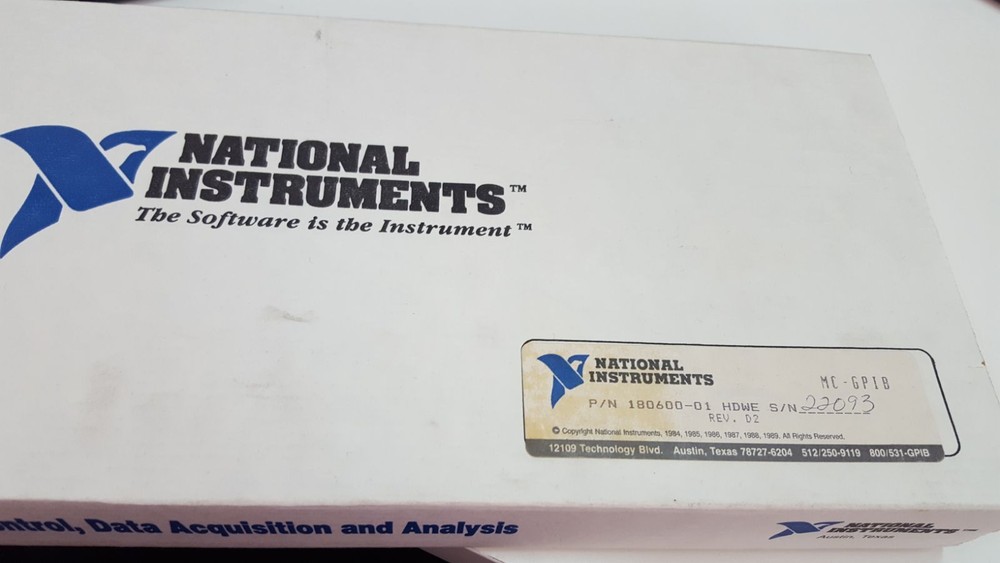 NATIONAL
INSTRUMENTS™
The Software is the Instrument™
NATIONAL
INSTRUMENTS
MC-GPIB
P/N 180600-01 HDWE S/N 22093
REV. D2
© Copyright National Instruments, 1984, 1985, 1986, 1987, 1988, 1989. All Rights Reserved.
12109 Technology Blvd. Austin, Texas 78727-6204 512/250-9119 800/531-GPIB
ntrol, Data Acquisition and Analysis
NATIONAL
INSTRUMENTS™
Austin, Texas